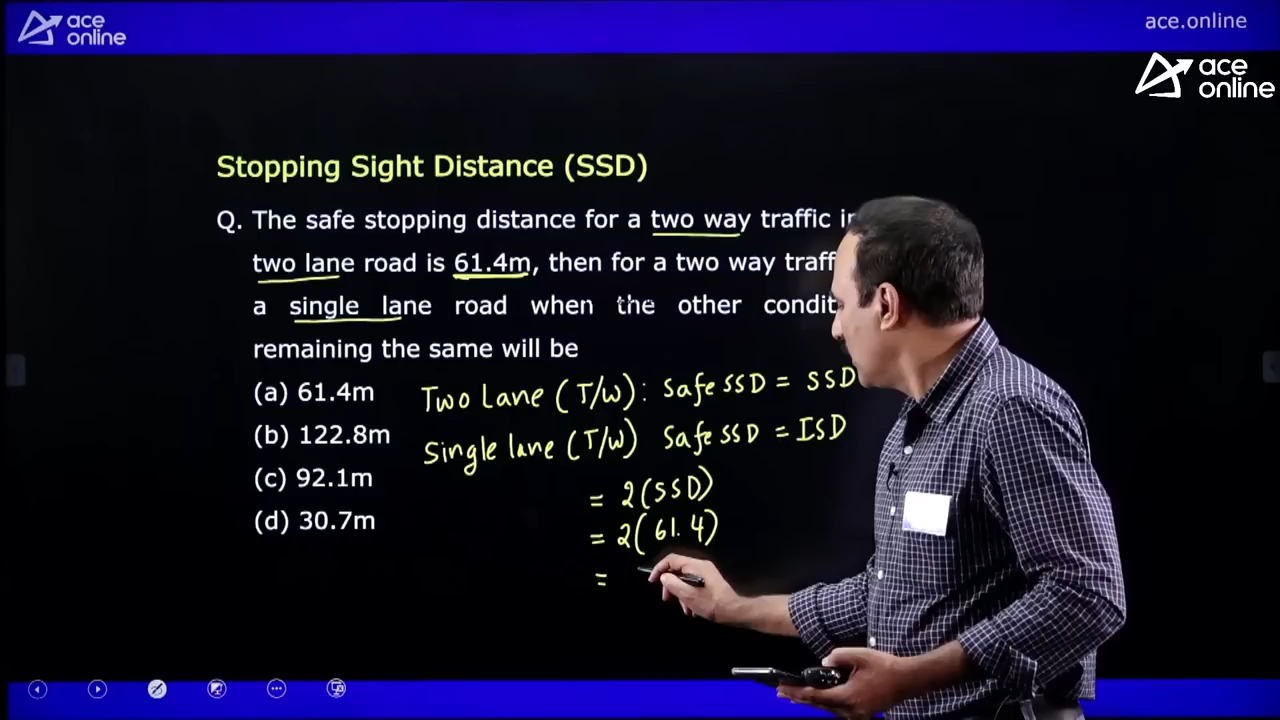 ace
online
ace.online
ace
online
Stopping Sight Distance (SSD)
Q. The safe stopping distance for a two way traffic
two lane road is 61.4m, then for a two way
a single lane road when the other
remaining the same will be
(a) 61.4m
(b) 122.8m
(c) 92.1m
(d) 30.7m
Two Lane (T/W): Safe SSD = SSD
Single lane (T/W) Safe SSD = ISD
= 2(SSD)
= 2(61.4)
=